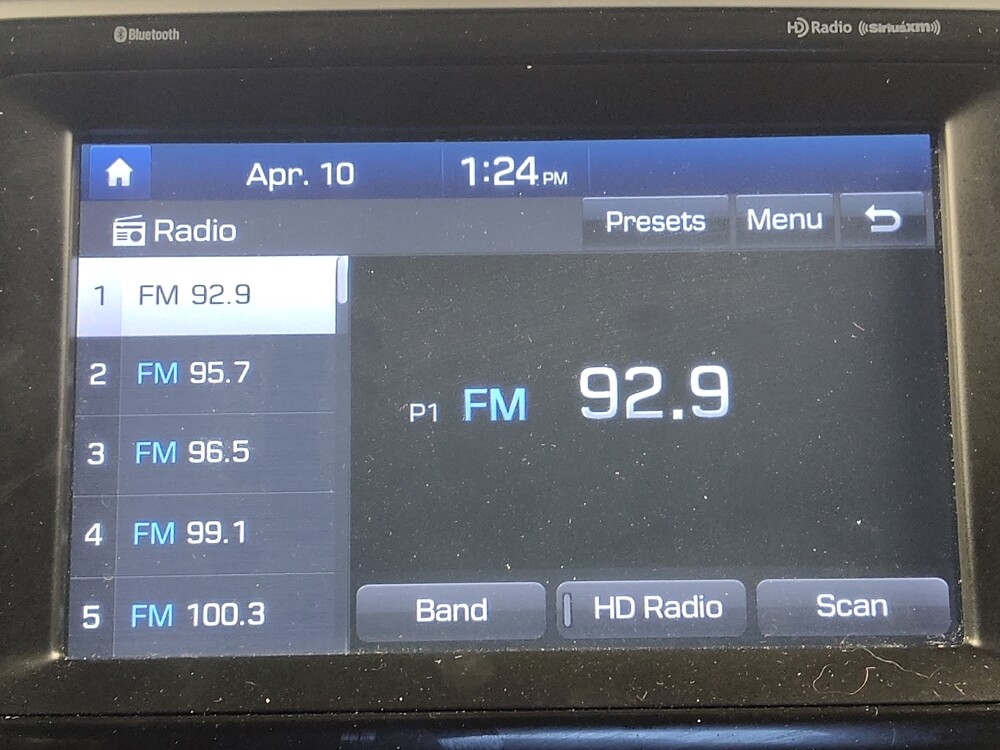 Bluetooth
HD Radio ((SiriusXM))
Apr. 10 1:24 PM
Radio Presets Menu
1 FM 92.9
2 FM 95.7
3 FM 96.5
4 FM 99.1
5 FM 100.3
P1 FM 92.9
Band HD Radio Scan